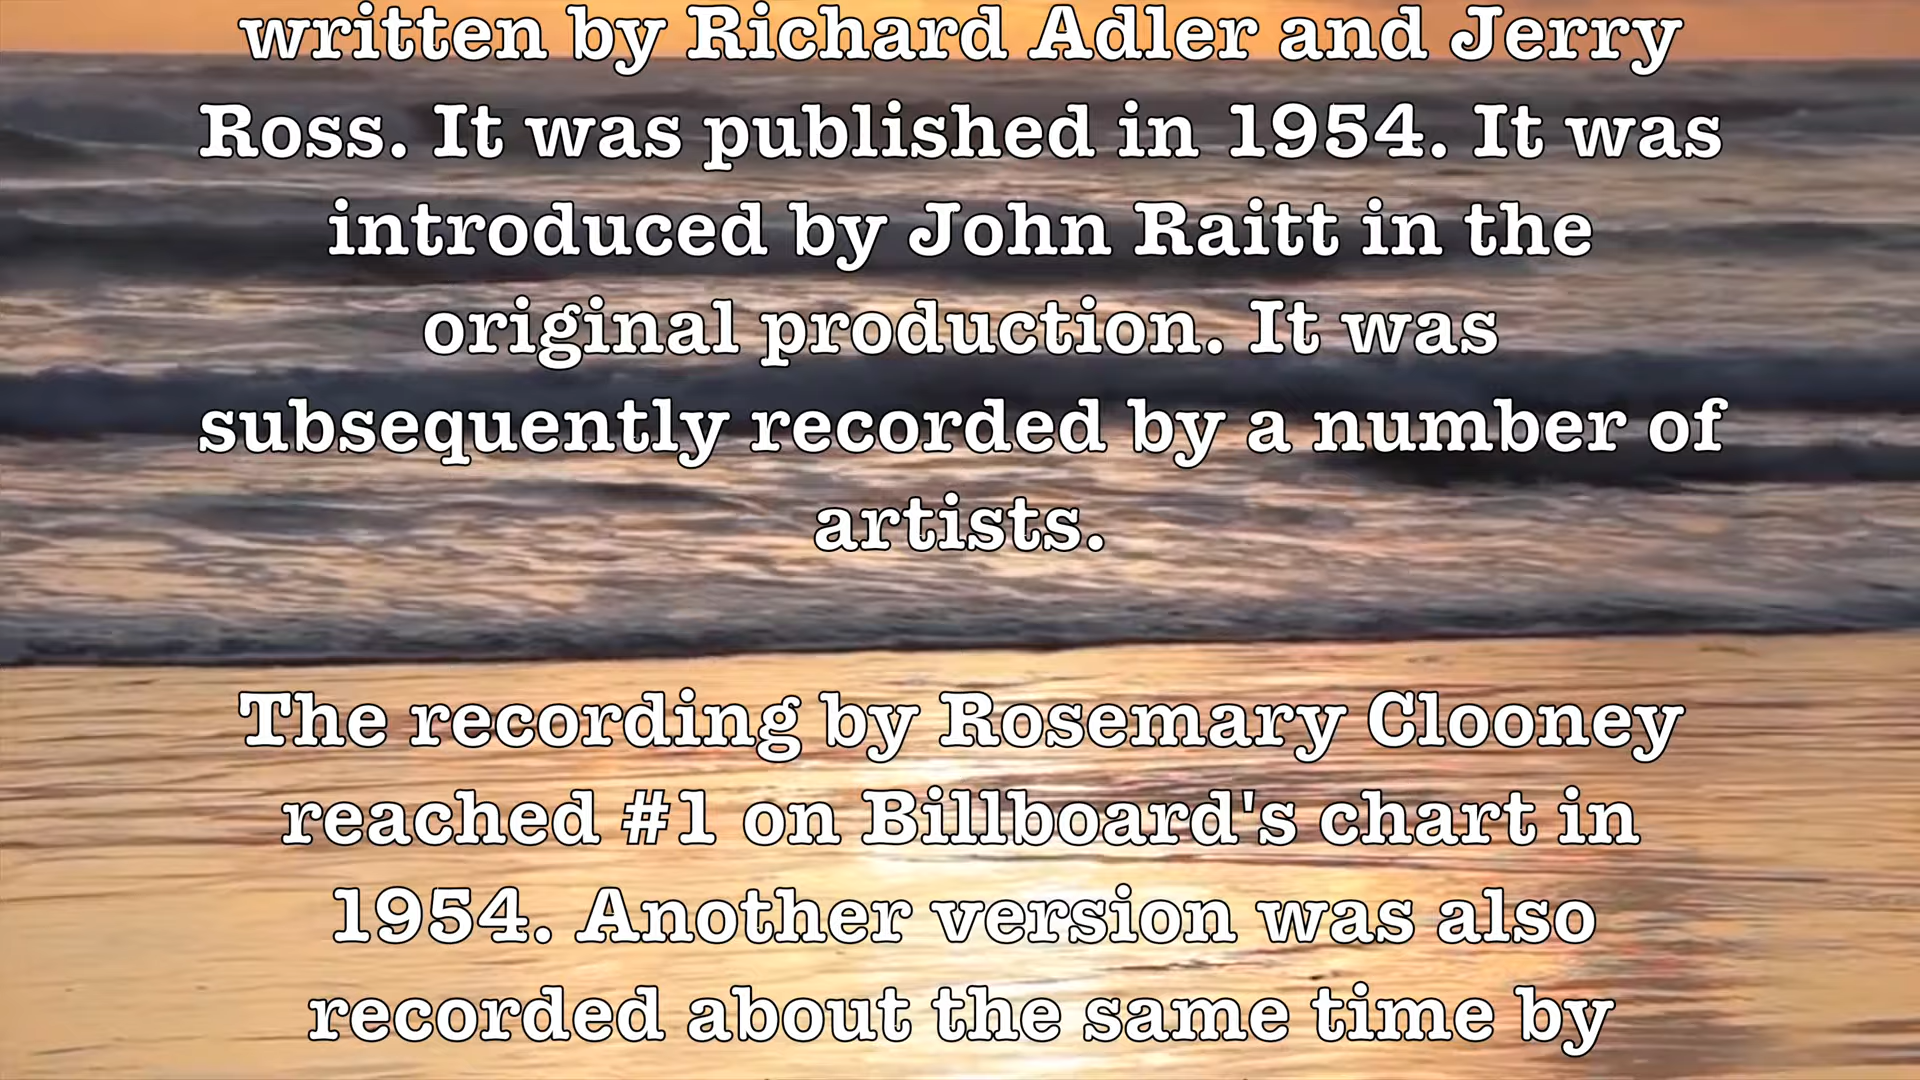 written by Richard Adler and Jerry
Ross. It was published in 1954. It was
introduced by John Raitt in the
original production. It was
subsequently recorded by a number of
artists.
The recording by Rosemary Clooney
reached #1 on Billboard's chart in
1954. Another version was also
recorded about the same time by